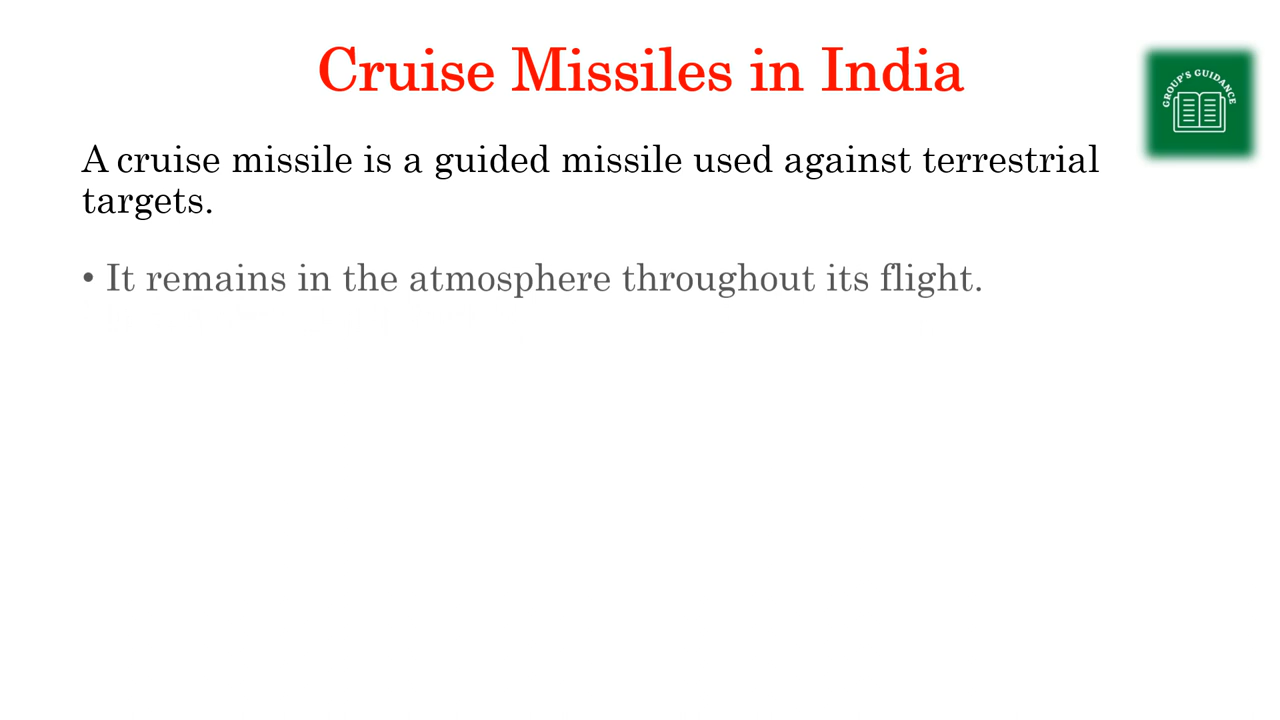 Cruise Missiles in India
GROUP'S GUIDANCE
A cruise missile is a guided missile used against terrestrial
targets.
• It remains in the atmosphere throughout its flight.